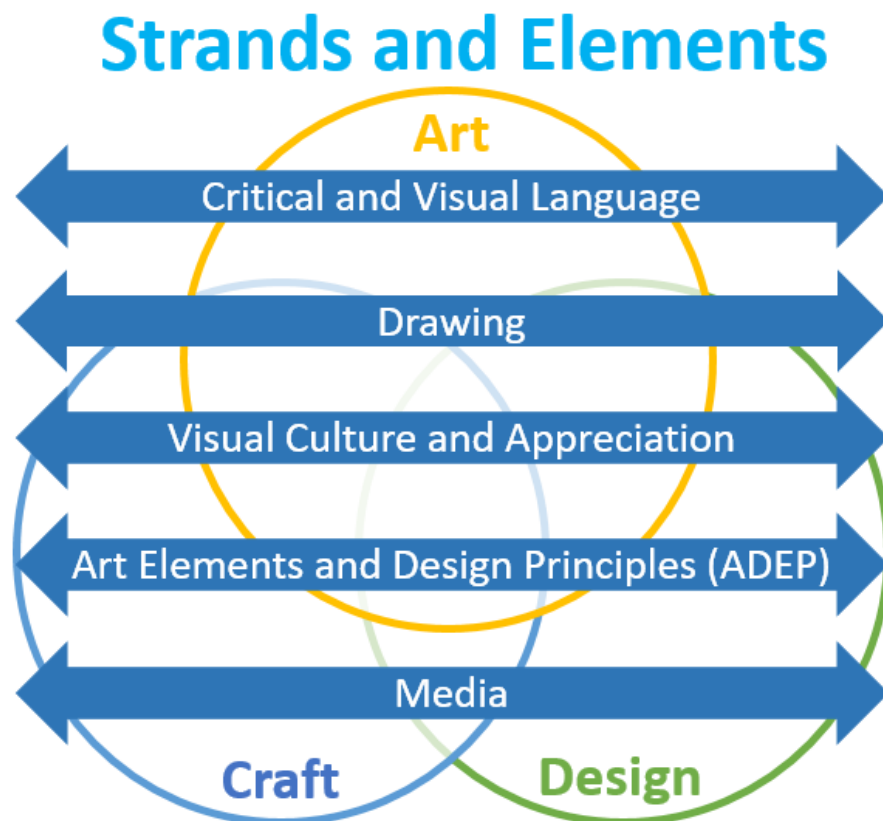 Strands and Elements
Art
Critical and Visual Language
Drawing
Visual Culture and Appreciation
Art Elements and Design Principles (ADEP)
Media
Craft
Design